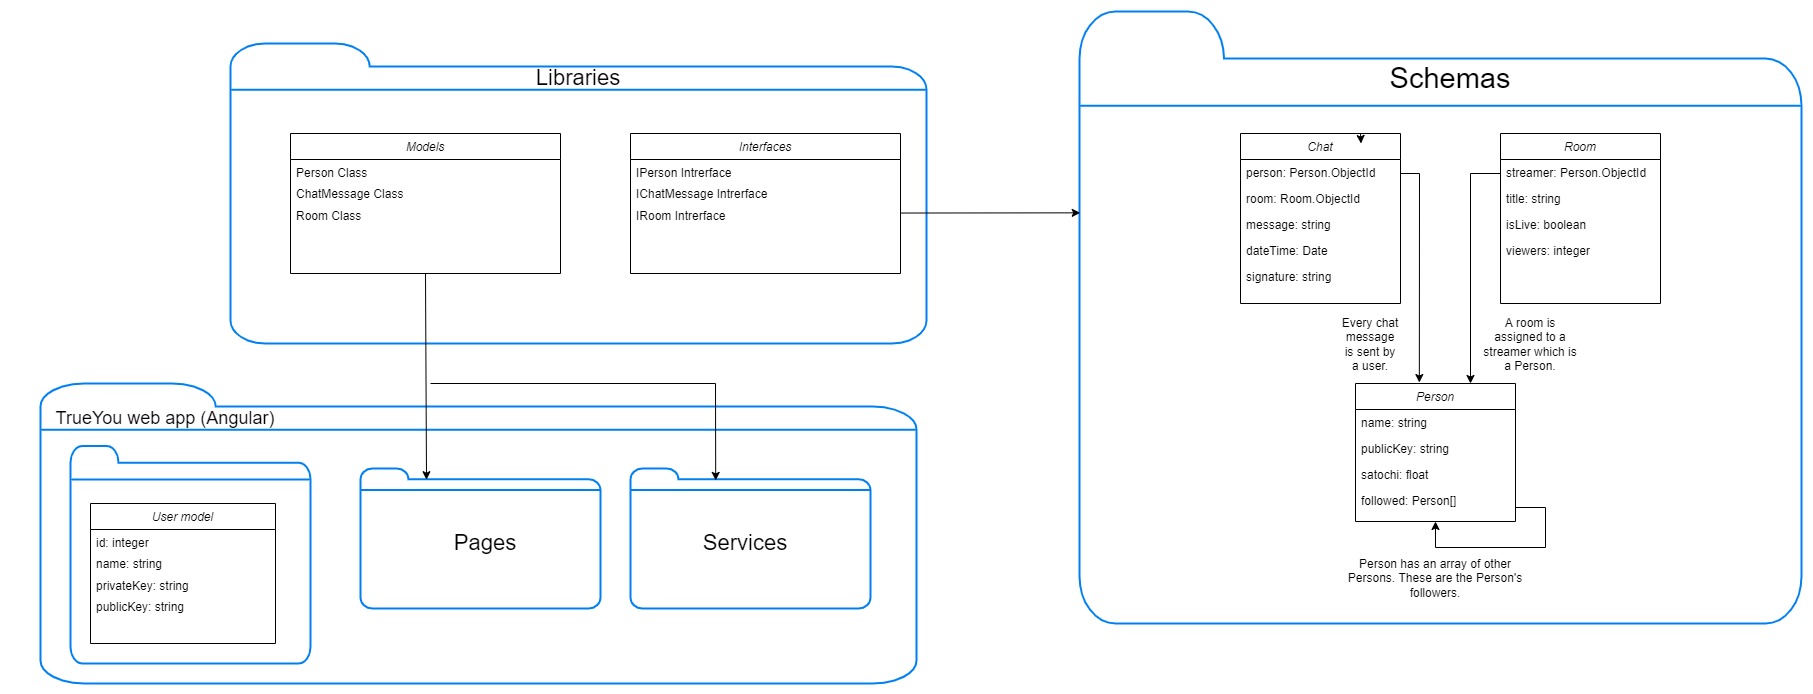 Libraries
Models
Person Class
ChatMessage Class
Room Class
Interfaces
IPerson Intrerface
IChatMessage Intrerface
IRoom Intrerface
Schemas
Chat
person: Person.ObjectId
room: Room.ObjectId
message: string
dateTime: Date
signature: string
Room
streamer: Person.ObjectId
title: string
isLive: boolean
viewers: integer
Every chat
message
is sent by
a user.
A room is
assigned to a
streamer which is
a Person.
Person
name: string
publicKey: string
satochi: float
followed: Person[]
Person has an array of other
Persons. These are the Person's
followers.
TrueYou web app (Angular)
User model
id: integer
name: string
privateKey: string
publicKey: string
Pages
Services